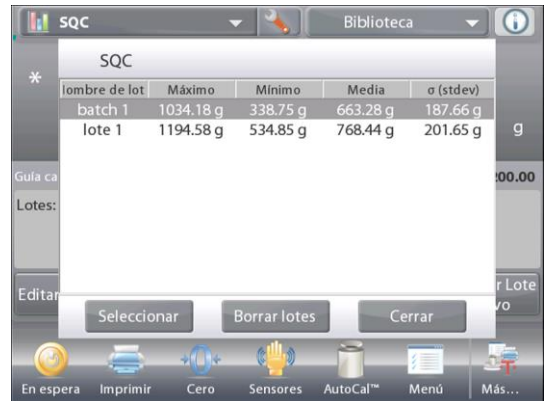 SQC Biblioteca
SQC
*
lombre de lot Máximo Mínimo Media σ (stdev)
batch 1 1034.18 g 338.75 g 663.28 g 187.66 g
lote 1 1194.58 g 534.85 g 768.44 g 201.65 g
g
Guía ca 200.00
Lotes:
Editar r Lote
vo
Seleccionar Borrar lotes Cerrar
En espera Imprimir Cero Sensores AutoCal™ Menú Más...